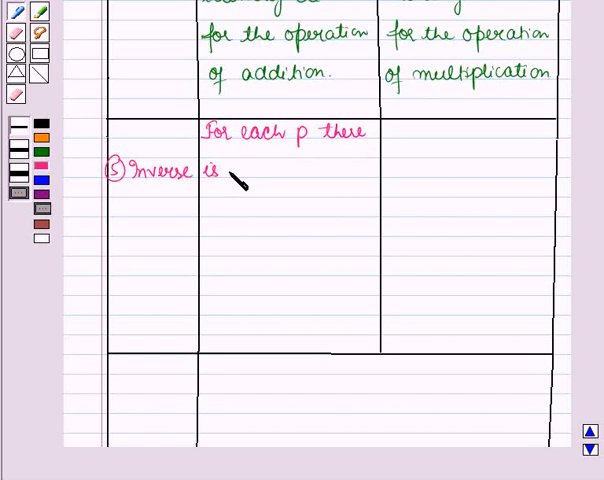 for the operation
of addition.
for the operation
of multiplication
For each p there
⑤ Inverse is